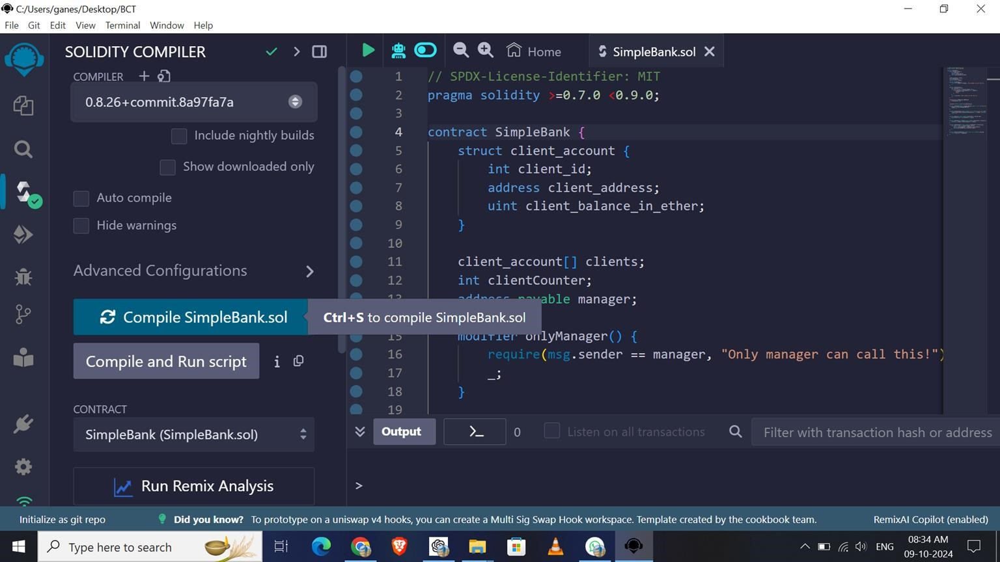 C:/Users/ganes/Desktop/BCT
File Git Edit View Terminal Window Help
SOLIDITY COMPILER
COMPILER
0.8.26+commit.8a97fa7a
Include nightly builds
Show downloaded only
Auto compile
Hide warnings
Advanced Configurations
Compile SimpleBank.sol
Ctrl+S to compile SimpleBank.sol
Compile and Run script
CONTRACT
SimpleBank (SimpleBank.sol)
Run Remix Analysis
Home
SimpleBank.sol
1 // SPDX-License-Identifier: MIT
2 pragma solidity >=0.7.0 <0.9.0;
3
4 contract SimpleBank {
5 struct client_account {
6 int client_id;
7 address client_address;
8 uint client_balance_in_ether;
9 }
10
11 client_account[] clients;
12 int clientCounter;
13 address payable manager;
15 modifier onlyManager() {
16 require(msg.sender == manager, "Only manager can call this!")
17 _;
18 }
19
Output >_ 0 Listen on all transactions Filter with transaction hash or address
>
Initialize as git repo Did you know? To prototype on a uniswap v4 hooks, you can create a Multi Sig Swap Hook workspace. Template created by the cookbook team. RemixAI Copilot (enabled)
Type here to search
ENG
08:34 AM
09-10-2024